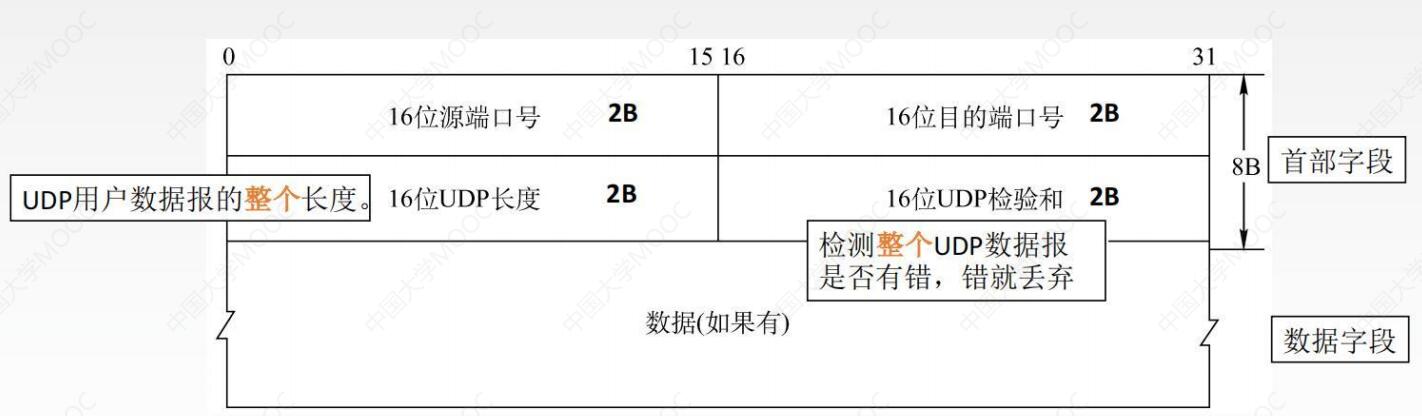 0 15 16 31
16位源端口号 2B 16位目的端口号 2B
8B 首部字段
UDP用户数据报的整个长度。 16位UDP长度 2B 16位UDP检验和 2B
检测整个UDP数据报
是否有错，错就丢弃
数据(如果有)
数据字段
中国大学MOOC